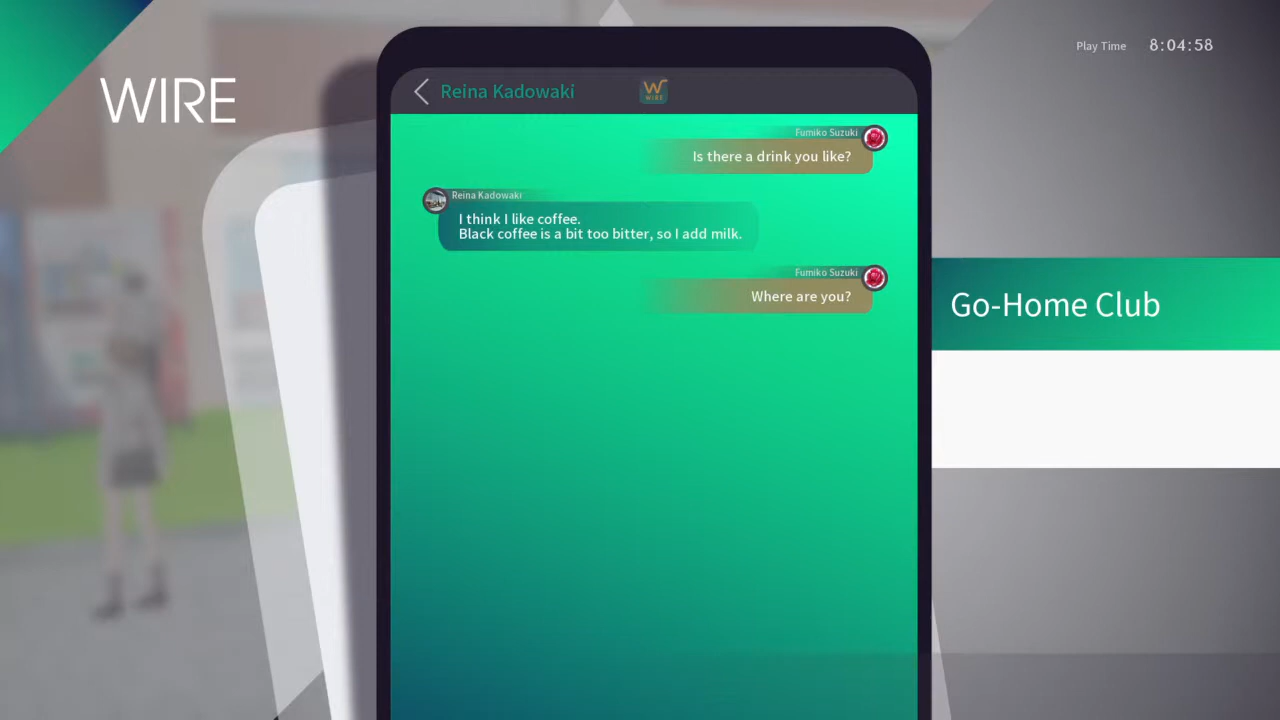 WIRE
Play Time 8:04:58
Reina Kadowaki
W
WIRE
Fumiko Suzuki
Is there a drink you like?
Reina Kadowaki
I think I like coffee.
Black coffee is a bit too bitter, so I add milk.
Fumiko Suzuki
Where are you?
Go-Home Club